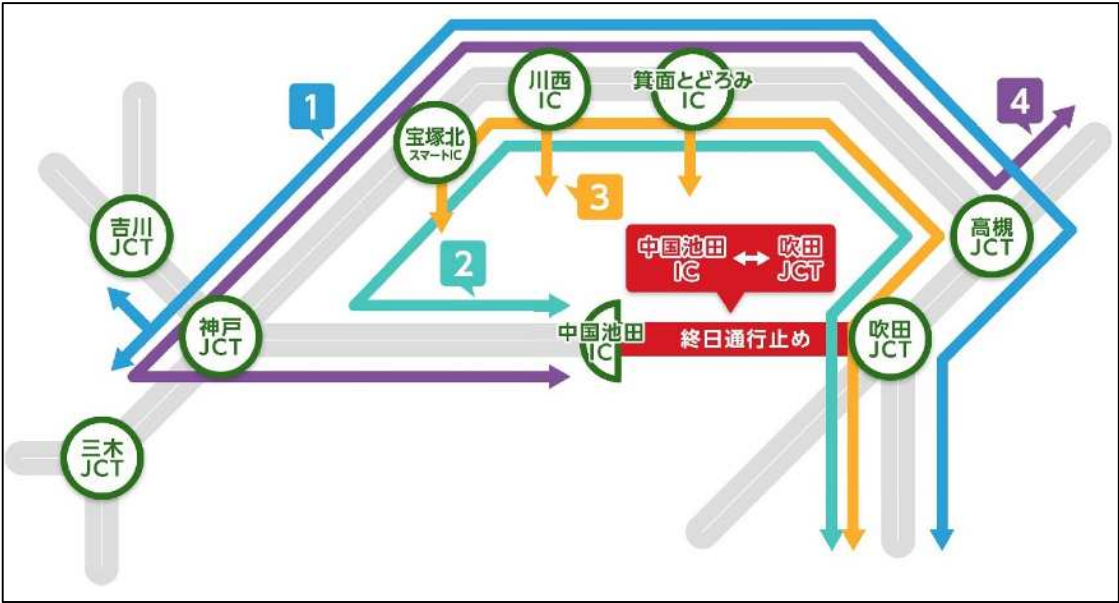 川西
IC
箕面とどろみ
IC
1
4
宝塚北
スマートIC
3
吉川
JCT
高槻
JCT
中国池田
IC
吹田
JCT
2
神戸
JCT
中国池田
IC
終日通行止め
吹田
JCT
三木
JCT